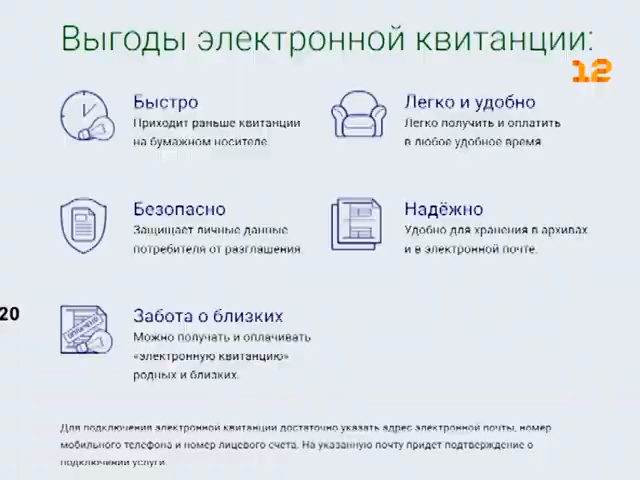 Выгоды электронной квитанции:
12
Быстро
Приходит раньше квитанции
на бумажном носителе.
Легко и удобно
Легко получить и оплатить
в любое удобное время.
Безопасно
Защищает личные данные
потребителя от разглашения.
Надёжно
Удобно для хранения в архивах
и в электронной почте.
20
ОПЛАЧЕНО
Забота о близких
Можно получать и оплачивать
«электронную квитанцию»
родных и близких.
Для подключения электронной квитанции достаточно указать адрес электронной почты, номер
мобильного телефона и номер лицевого счета. На указанную почту придет подтверждение о
подключении услуги.